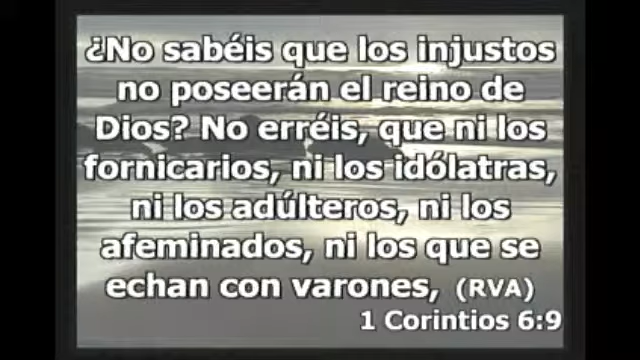 ¿No sabéis que los injustos
no poseerán el reino de
Dios? No erréis, que ni los
fornicarios, ni los idólatras,
ni los adúlteros, ni los
afeminados, ni los que se
echan con varones, (RVA)
1 Corintios 6:9